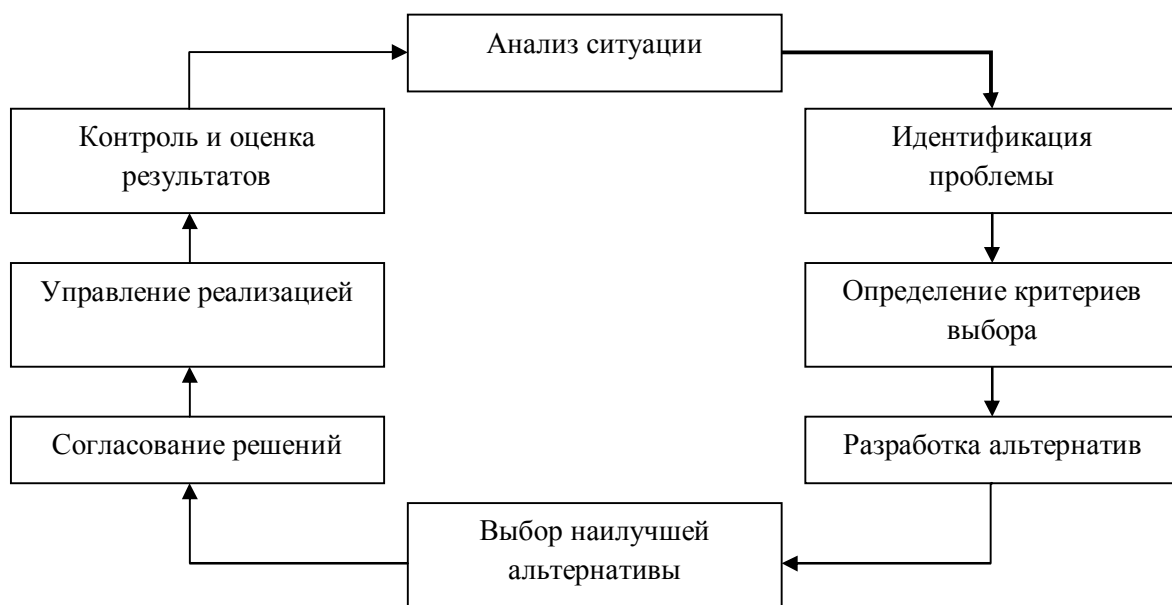 Анализ ситуации
Контроль и оценка
результатов
Идентификация
проблемы
Управление реализацией
Определение критериев
выбора
Согласование решений
Разработка альтернатив
Выбор наилучшей
альтернативы